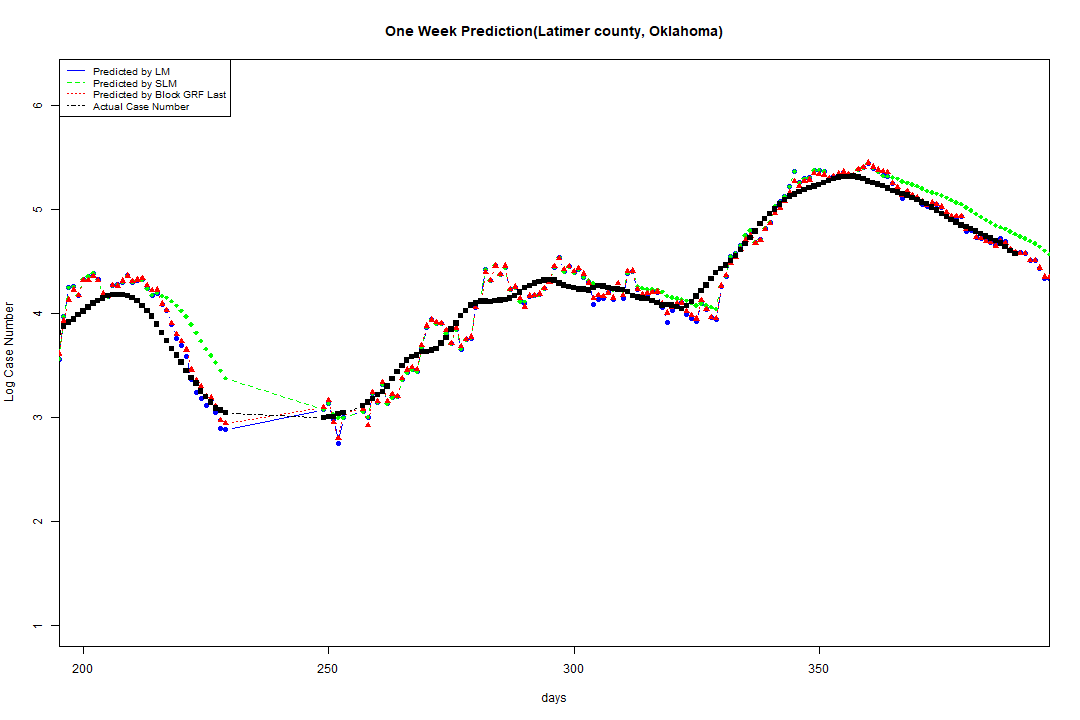 One Week Prediction(Latimer county, Oklahoma)
Predicted by LM
Predicted by SLM
Predicted by Block GRF Last
Actual Case Number
6
5
4
3
2
1
Log Case Number
200
250
300
350
days